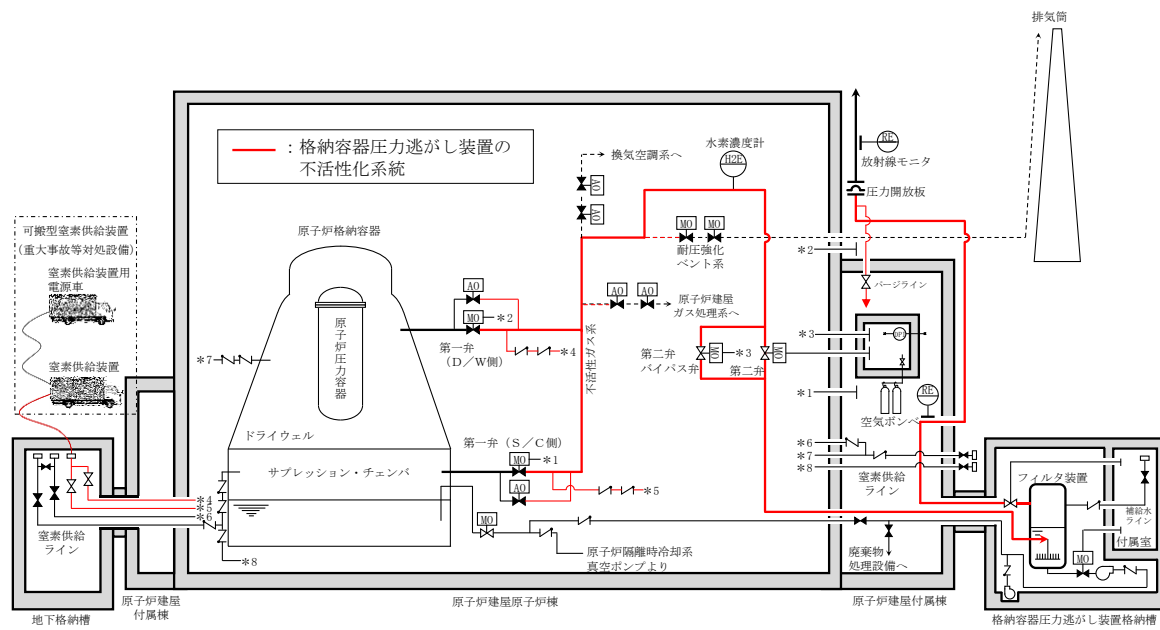 排気筒
格納容器圧力逃がし装置の
不活性化系統
:
換気空調系へ
AO
AO
水素濃度計
H2E
RE
放射線モニタ
圧力開放板
可搬型窒素供給装置
(重大事故等対処設備)
窒素供給装置用
電源車
窒素供給装置
原子炉格納容器
原子炉圧力容器
MO
MO
耐圧強化
ベント系
*2
パージライン
AO
MO
*2
AO
AO
原子炉建屋
ガス処理系へ
*7
第一弁
(D/W側)
*4
不活性ガス系
第二弁
バイパス弁
MO
*3
第二弁
MO
*3
*1
RE
空気ボンベ
ドライウェル
サプレッション・チェンバ
第一弁(S/C側)
MO
*1
AO
*5
*6
*7
*8
窒素供給
ライン
フィルタ装置
補給水
ライン
付属室
MO
*4
*5
*6
窒素供給
ライン
*8
MO
原子炉隔離時冷却系
真空ポンプより
廃棄物
処理設備へ
地下格納槽
原子炉建屋
付属棟
原子炉建屋原子炉棟
原子炉建屋付属棟
格納容器圧力逃がし装置格納槽